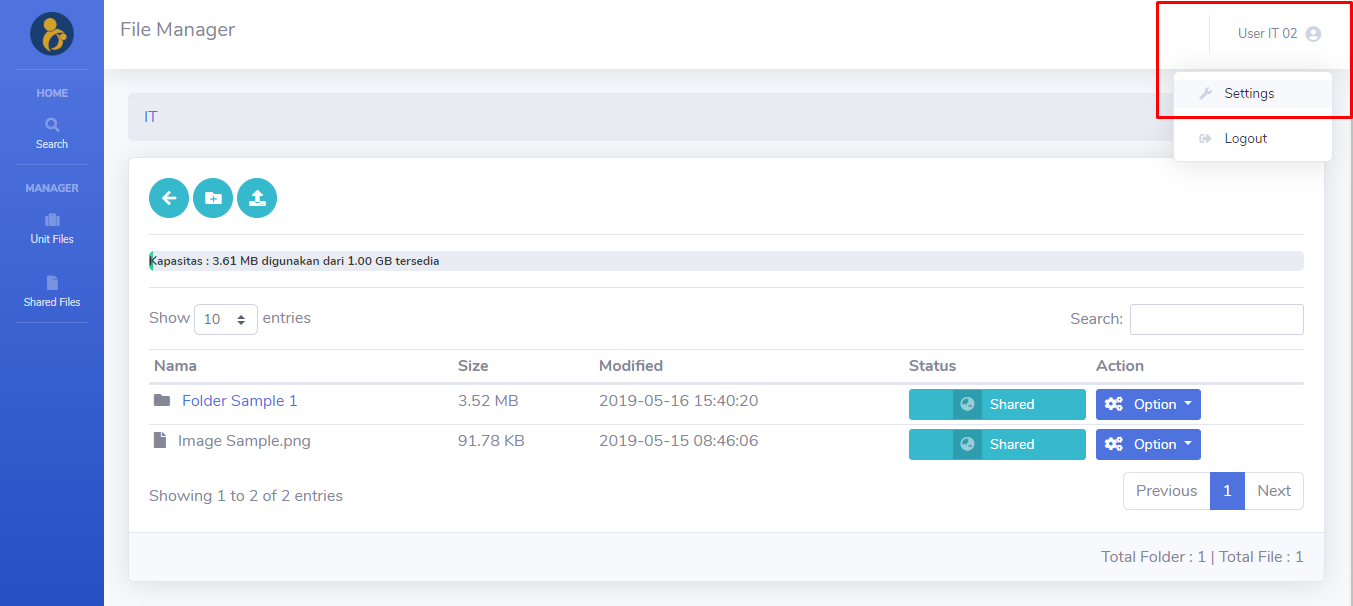 File Manager
User IT 02
HOME
Search
MANAGER
Unit Files
Shared Files
Settings
Logout
IT
Kapasitas : 3.61 MB digunakan dari 1.00 GB tersedia
Show 10 entries
Search:
Nama Size Modified Status Action
Folder Sample 1 3.52 MB 2019-05-16 15:40:20 Shared Option
Image Sample.png 91.78 KB 2019-05-15 08:46:06 Shared Option
Showing 1 to 2 of 2 entries
Previous 1 Next
Total Folder : 1 | Total File : 1